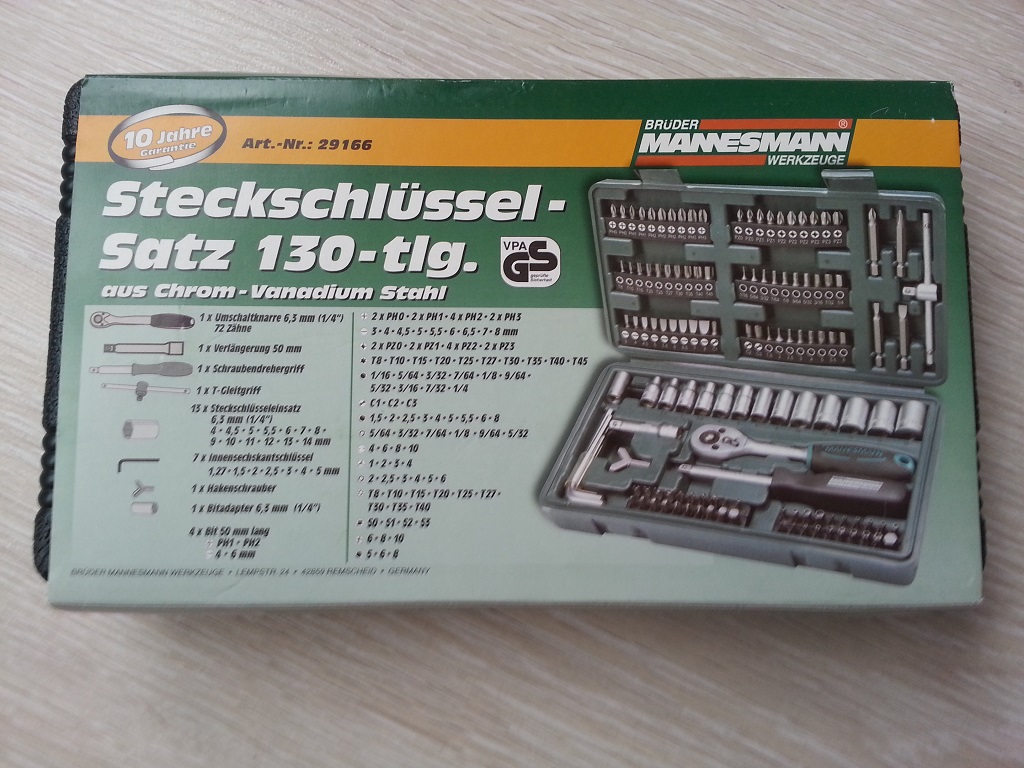 10 Jahre
Garantie
Art.-Nr.: 29166
BRÜDER
MANNESMANN®
WERKZEUGE
Steckschlüssel-
Satz 130-tlg.
aus Chrom-Vanadium Stahl
VPA
GS
geprüfte
Sicherheit
1 x Umschaltknarre 6,3 mm (1/4")
72 Zähne
1 x Verlängerung 50 mm
1 x Schraubendrehergriff
1 x T-Gleitgriff
13 x Steckschlüsseleinsatz
6,3 mm (1/4")
4 • 4,5 • 5 • 5,5 • 6 • 7 • 8 •
9 • 10 • 11 • 12 • 13 • 14 mm
7 x Innensechskantschlüssel
1,27 • 1,5 • 2 • 2,5 • 3 • 4 • 5 mm
1 x Hakenschrauber
1 x Bitadapter 6,3 mm (1/4")
4 x Bit 50 mm lang
PH1 • PH2
4 • 6 mm
2 x PH0 • 2 x PH1 • 4 x PH2 • 2 x PH3
3 • 4 • 4,5 • 5 • 5,5 • 6 • 6,5 • 7 • 8 mm
2 x PZ0 • 2 x PZ1 • 4 x PZ2 • 2 x PZ3
T8 • T10 • T15 • T20 • T25 • T27 • T30 • T35 • T40 • T45
1/16 • 5/64 • 3/32 • 7/64 • 1/8 • 9/64 •
5/32 • 3/16 • 7/32 • 1/4
C1 • C2 • C3
1,5 • 2 • 2,5 • 3 • 4 • 5 • 5,5 • 6 • 8
5/64 • 3/32 • 7/64 • 1/8 • 9/64 • 5/32
4 • 6 • 8 • 10
1 • 2 • 3 • 4
2 • 2,5 • 3 • 4 • 5 • 6
T8 • T10 • T15 • T20 • T25 • T27 •
T30 • T35 • T40
50 • 51 • 52 • 53
6 • 8 • 10
5 • 6 • 8
BRÜDER MANNESMANN WERKZEUGE • LEMPSTR. 24 • 42859 REMSCHEID • GERMANY